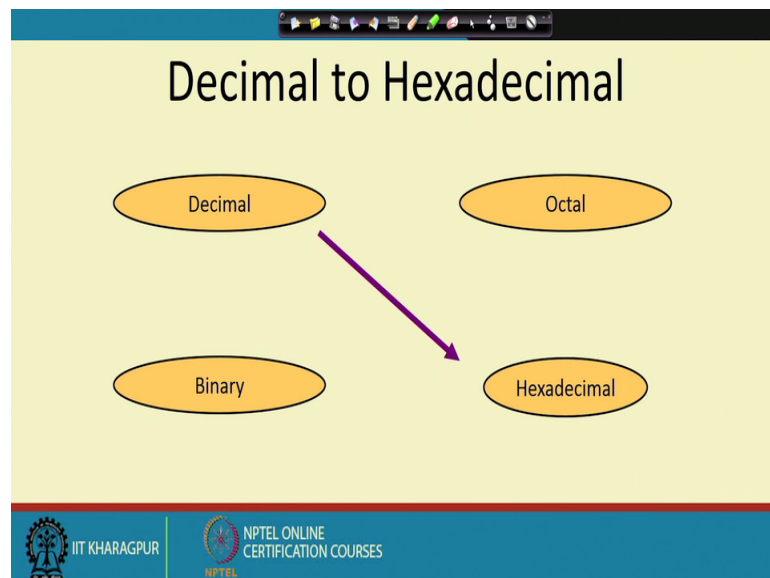 Decimal to Hexadecimal
Decimal
Octal
Binary
Hexadecimal
IIT KHARAGPUR
NPTEL
NPTEL ONLINE
CERTIFICATION COURSES